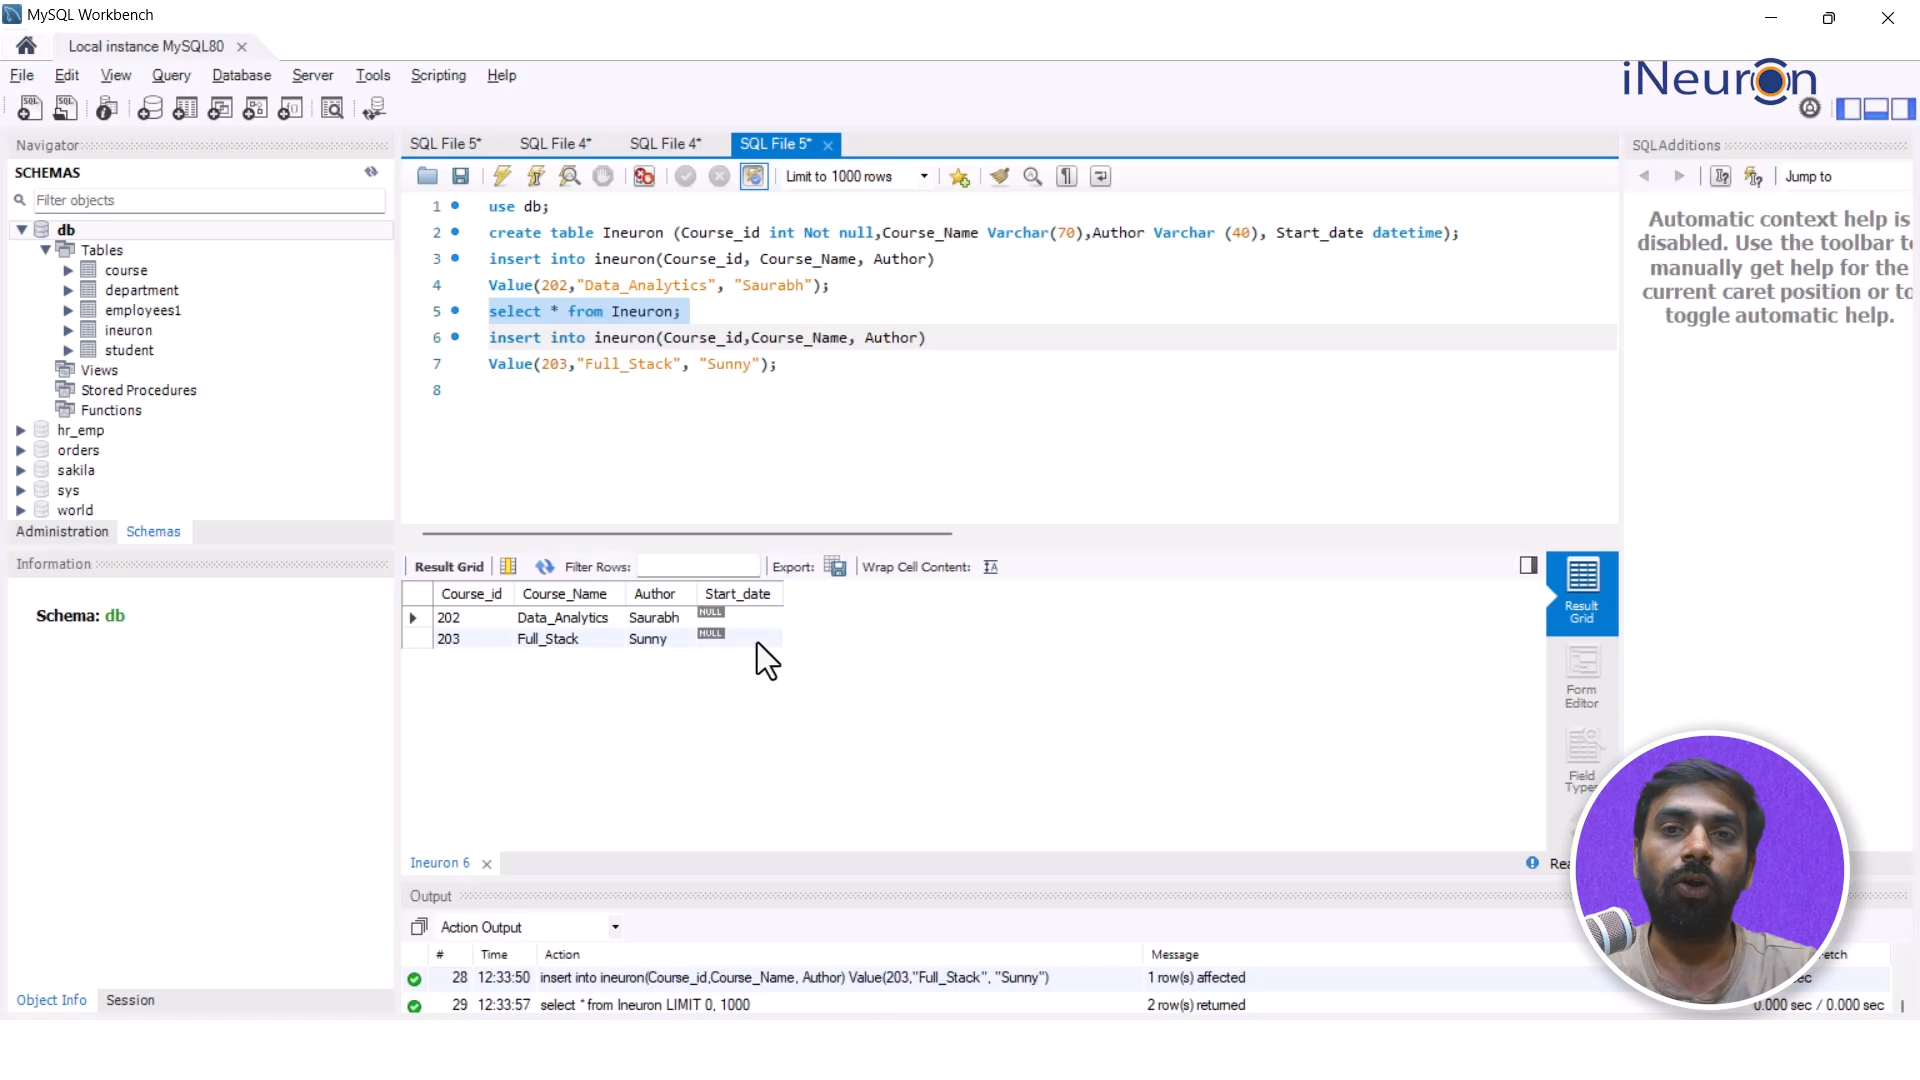 MySQL Workbench
Local instance MySQL80
File Edit View Query Database Server Tools Scripting Help
iNeuron
Navigator
SCHEMAS
Filter objects
db
Tables
course
department
employees1
ineuron
student
Views
Stored Procedures
Functions
hr_emp
orders
sakila
sys
world
Administration Schemas
Information
Schema: db
Object Info Session
SQL File 5* SQL File 4* SQL File 4* SQL File 5*
Limit to 1000 rows
1 use db;
2 create table Ineuron (Course_id int Not null,Course_Name Varchar(70),Author Varchar (40), Start_date datetime);
3 insert into ineuron(Course_id, Course_Name, Author)
4 Value(202,"Data_Analytics", "Saurabh");
5 select * from Ineuron;
6 insert into ineuron(Course_id,Course_Name, Author)
7 Value(203,"Full_Stack", "Sunny");
8
Result Grid Filter Rows: Export: Wrap Cell Content:
Course_id Course_Name Author Start_date
202 Data_Analytics Saurabh NULL
203 Full_Stack Sunny NULL
Result
Grid
Form
Editor
Field
Types
Ineuron 6
Output
Action Output
# Time Action Message
28 12:33:50 insert into ineuron(Course_id,Course_Name, Author) Value(203,"Full_Stack", "Sunny") 1 row(s) affected
29 12:33:57 select * from Ineuron LIMIT 0, 1000 2 row(s) returned 0.000 sec / 0.000 sec
SQLAdditions
Jump to
Automatic context help is
disabled. Use the toolbar
manually get help for the
current caret position or
toggle automatic help.